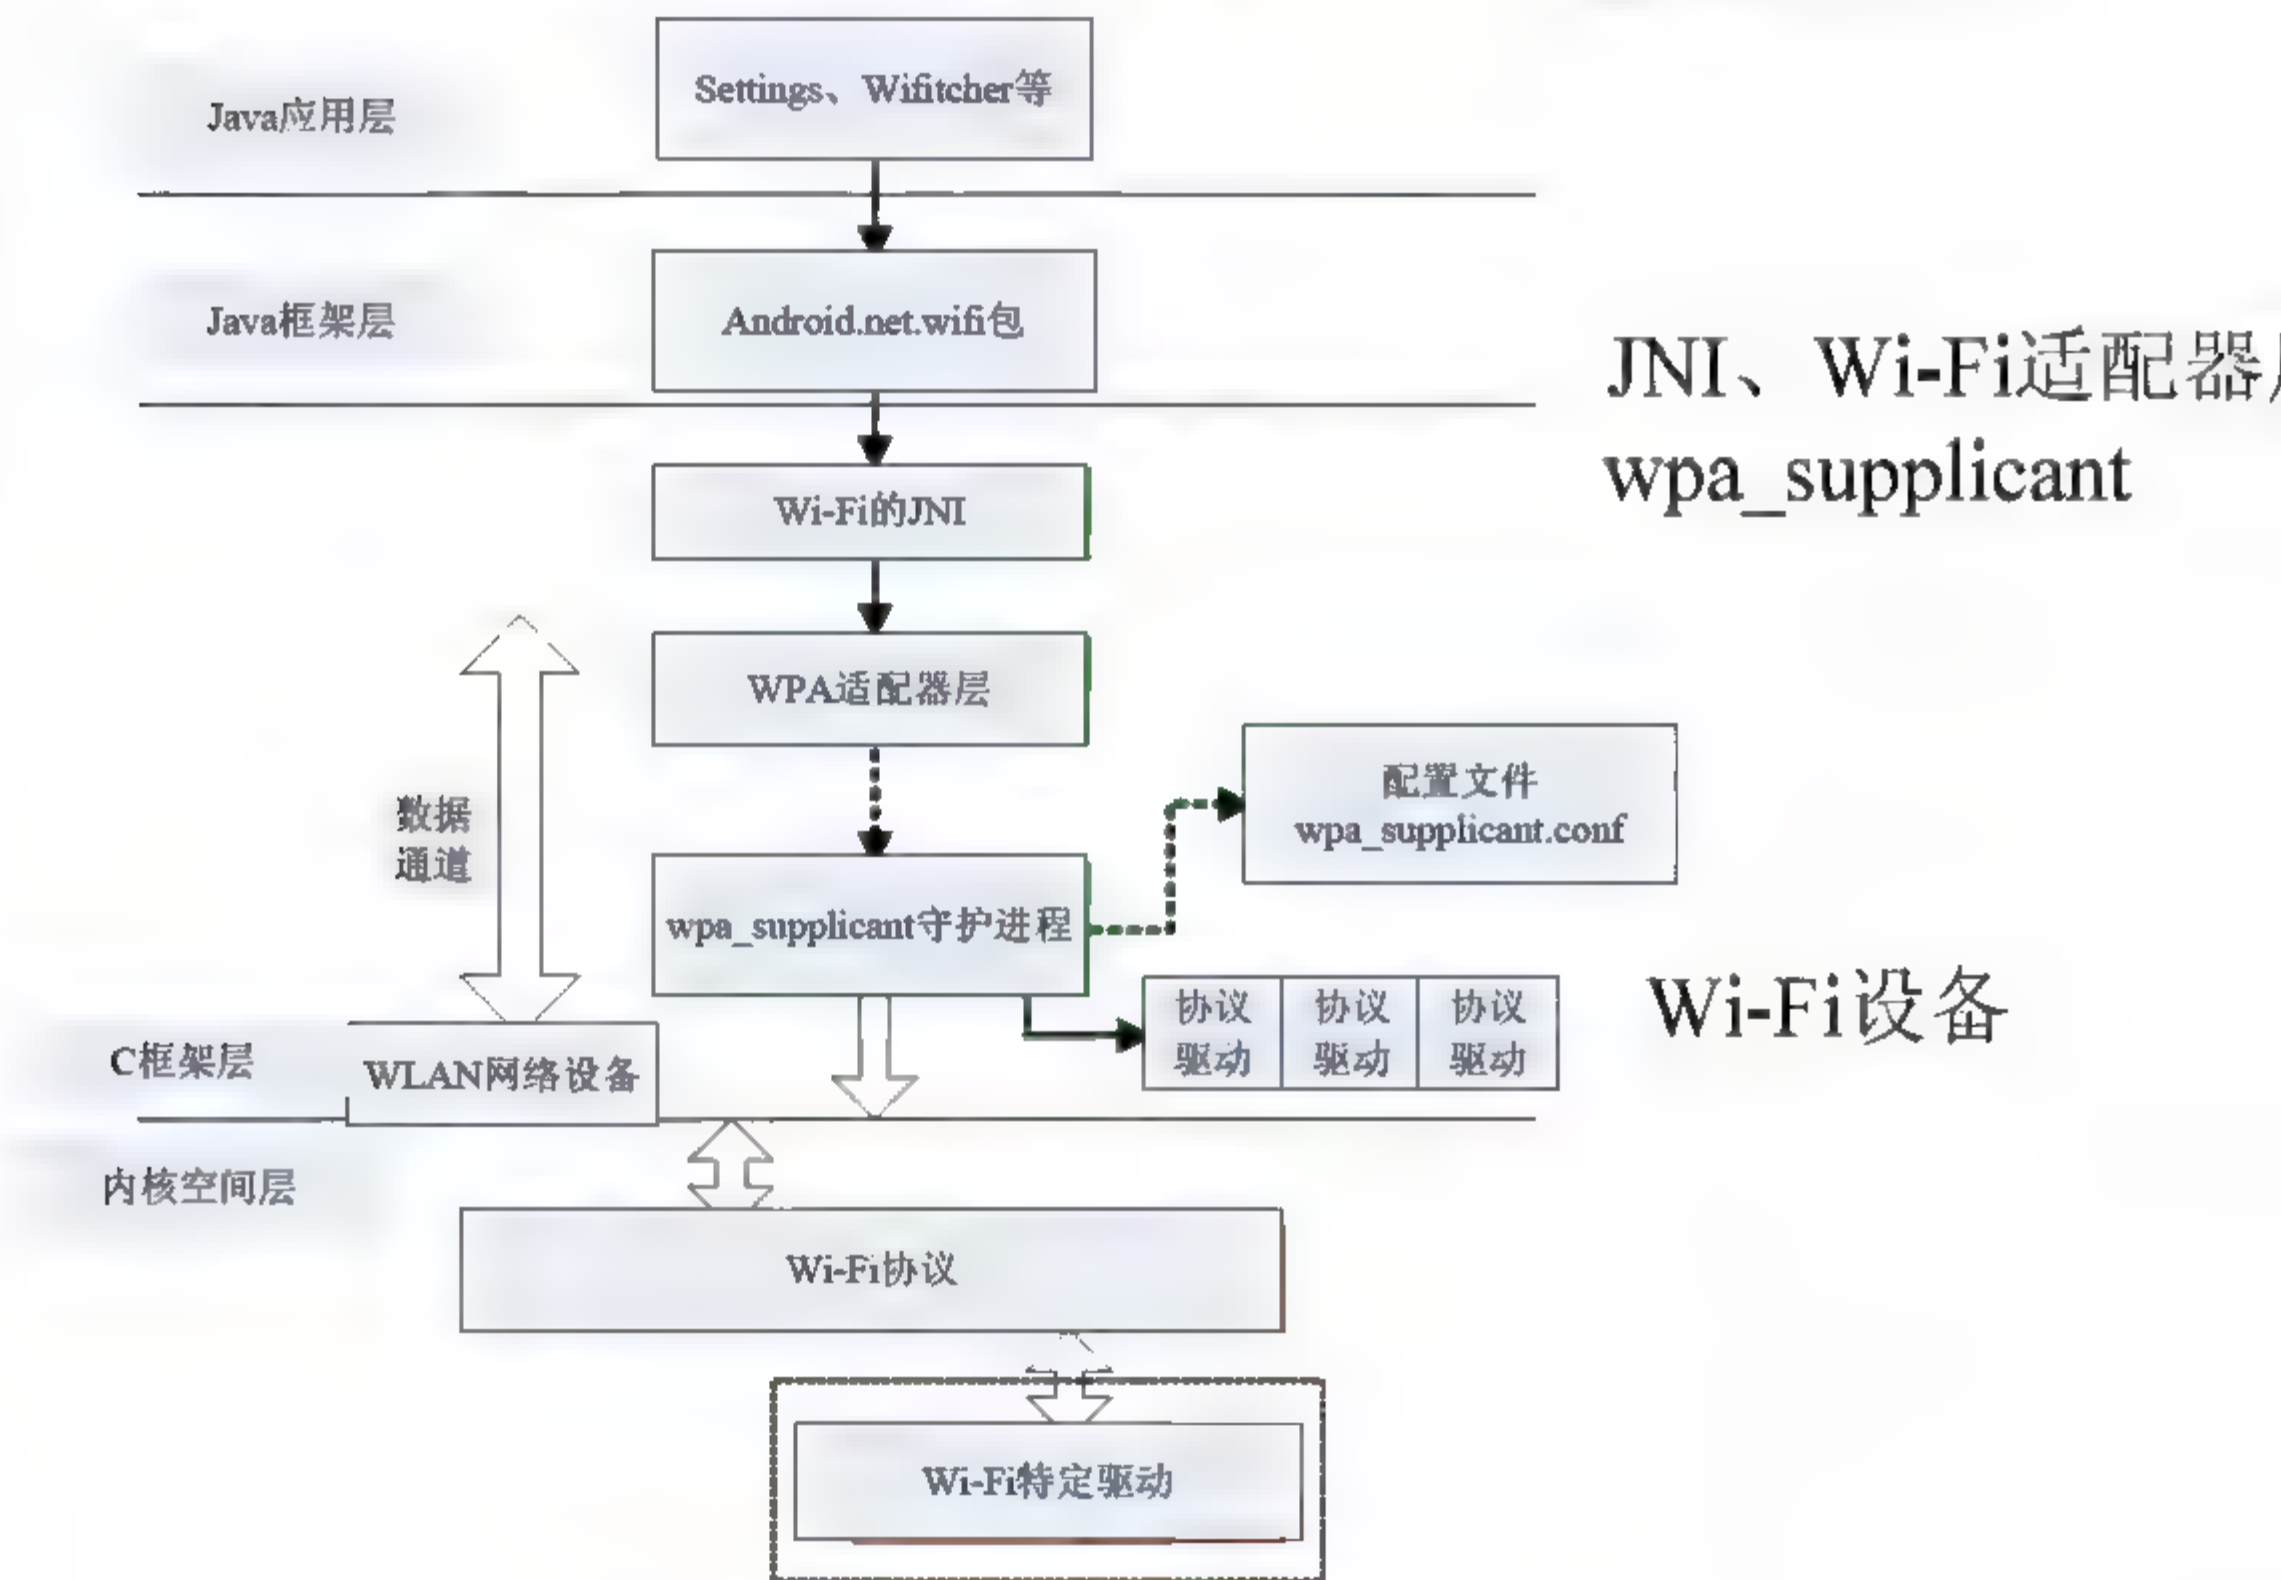 Settings、Wifitcher等
Java应用层
Java框架层
Android.net.wifi包
JNI、Wi-Fi适配器
wpa_supplicant
Wi-Fi的JNI
WPA适配器层
数据
通道
配置文件
wpa_supplicant.conf
wpa_supplicant守护进程
协议
驱动
协议
驱动
协议
驱动
Wi-Fi设备
C框架层
WLAN网络设备
内核空间层
Wi-Fi协议
Wi-Fi特定驱动